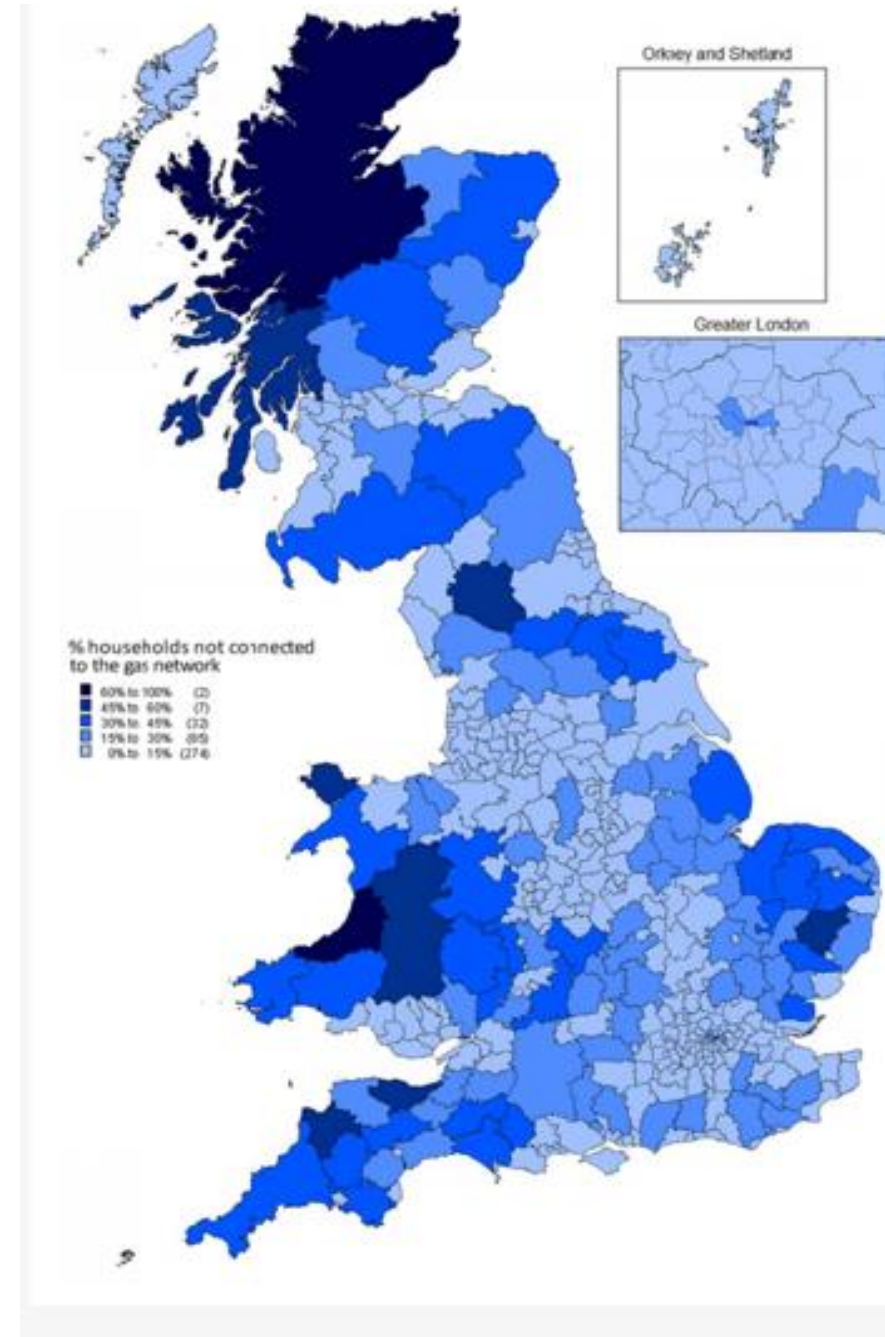 Orkney and Shetland
Greater London
% households not connected
to the gas network
60% to 100% (2)
45% to 60% (7)
30% to 45% (32)
15% to 30% (85)
0% to 15% (274)